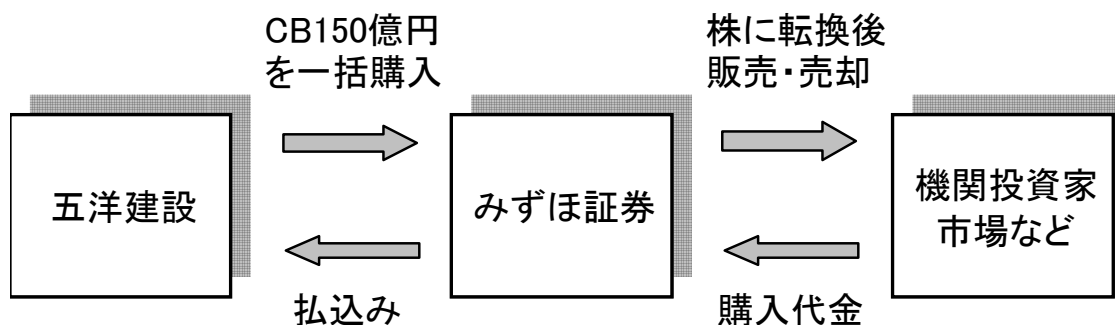 CB150億円
を一括購入
株に転換後
販売・売却
五洋建設
みずほ証券
機関投資家
市場など
払込み
購入代金